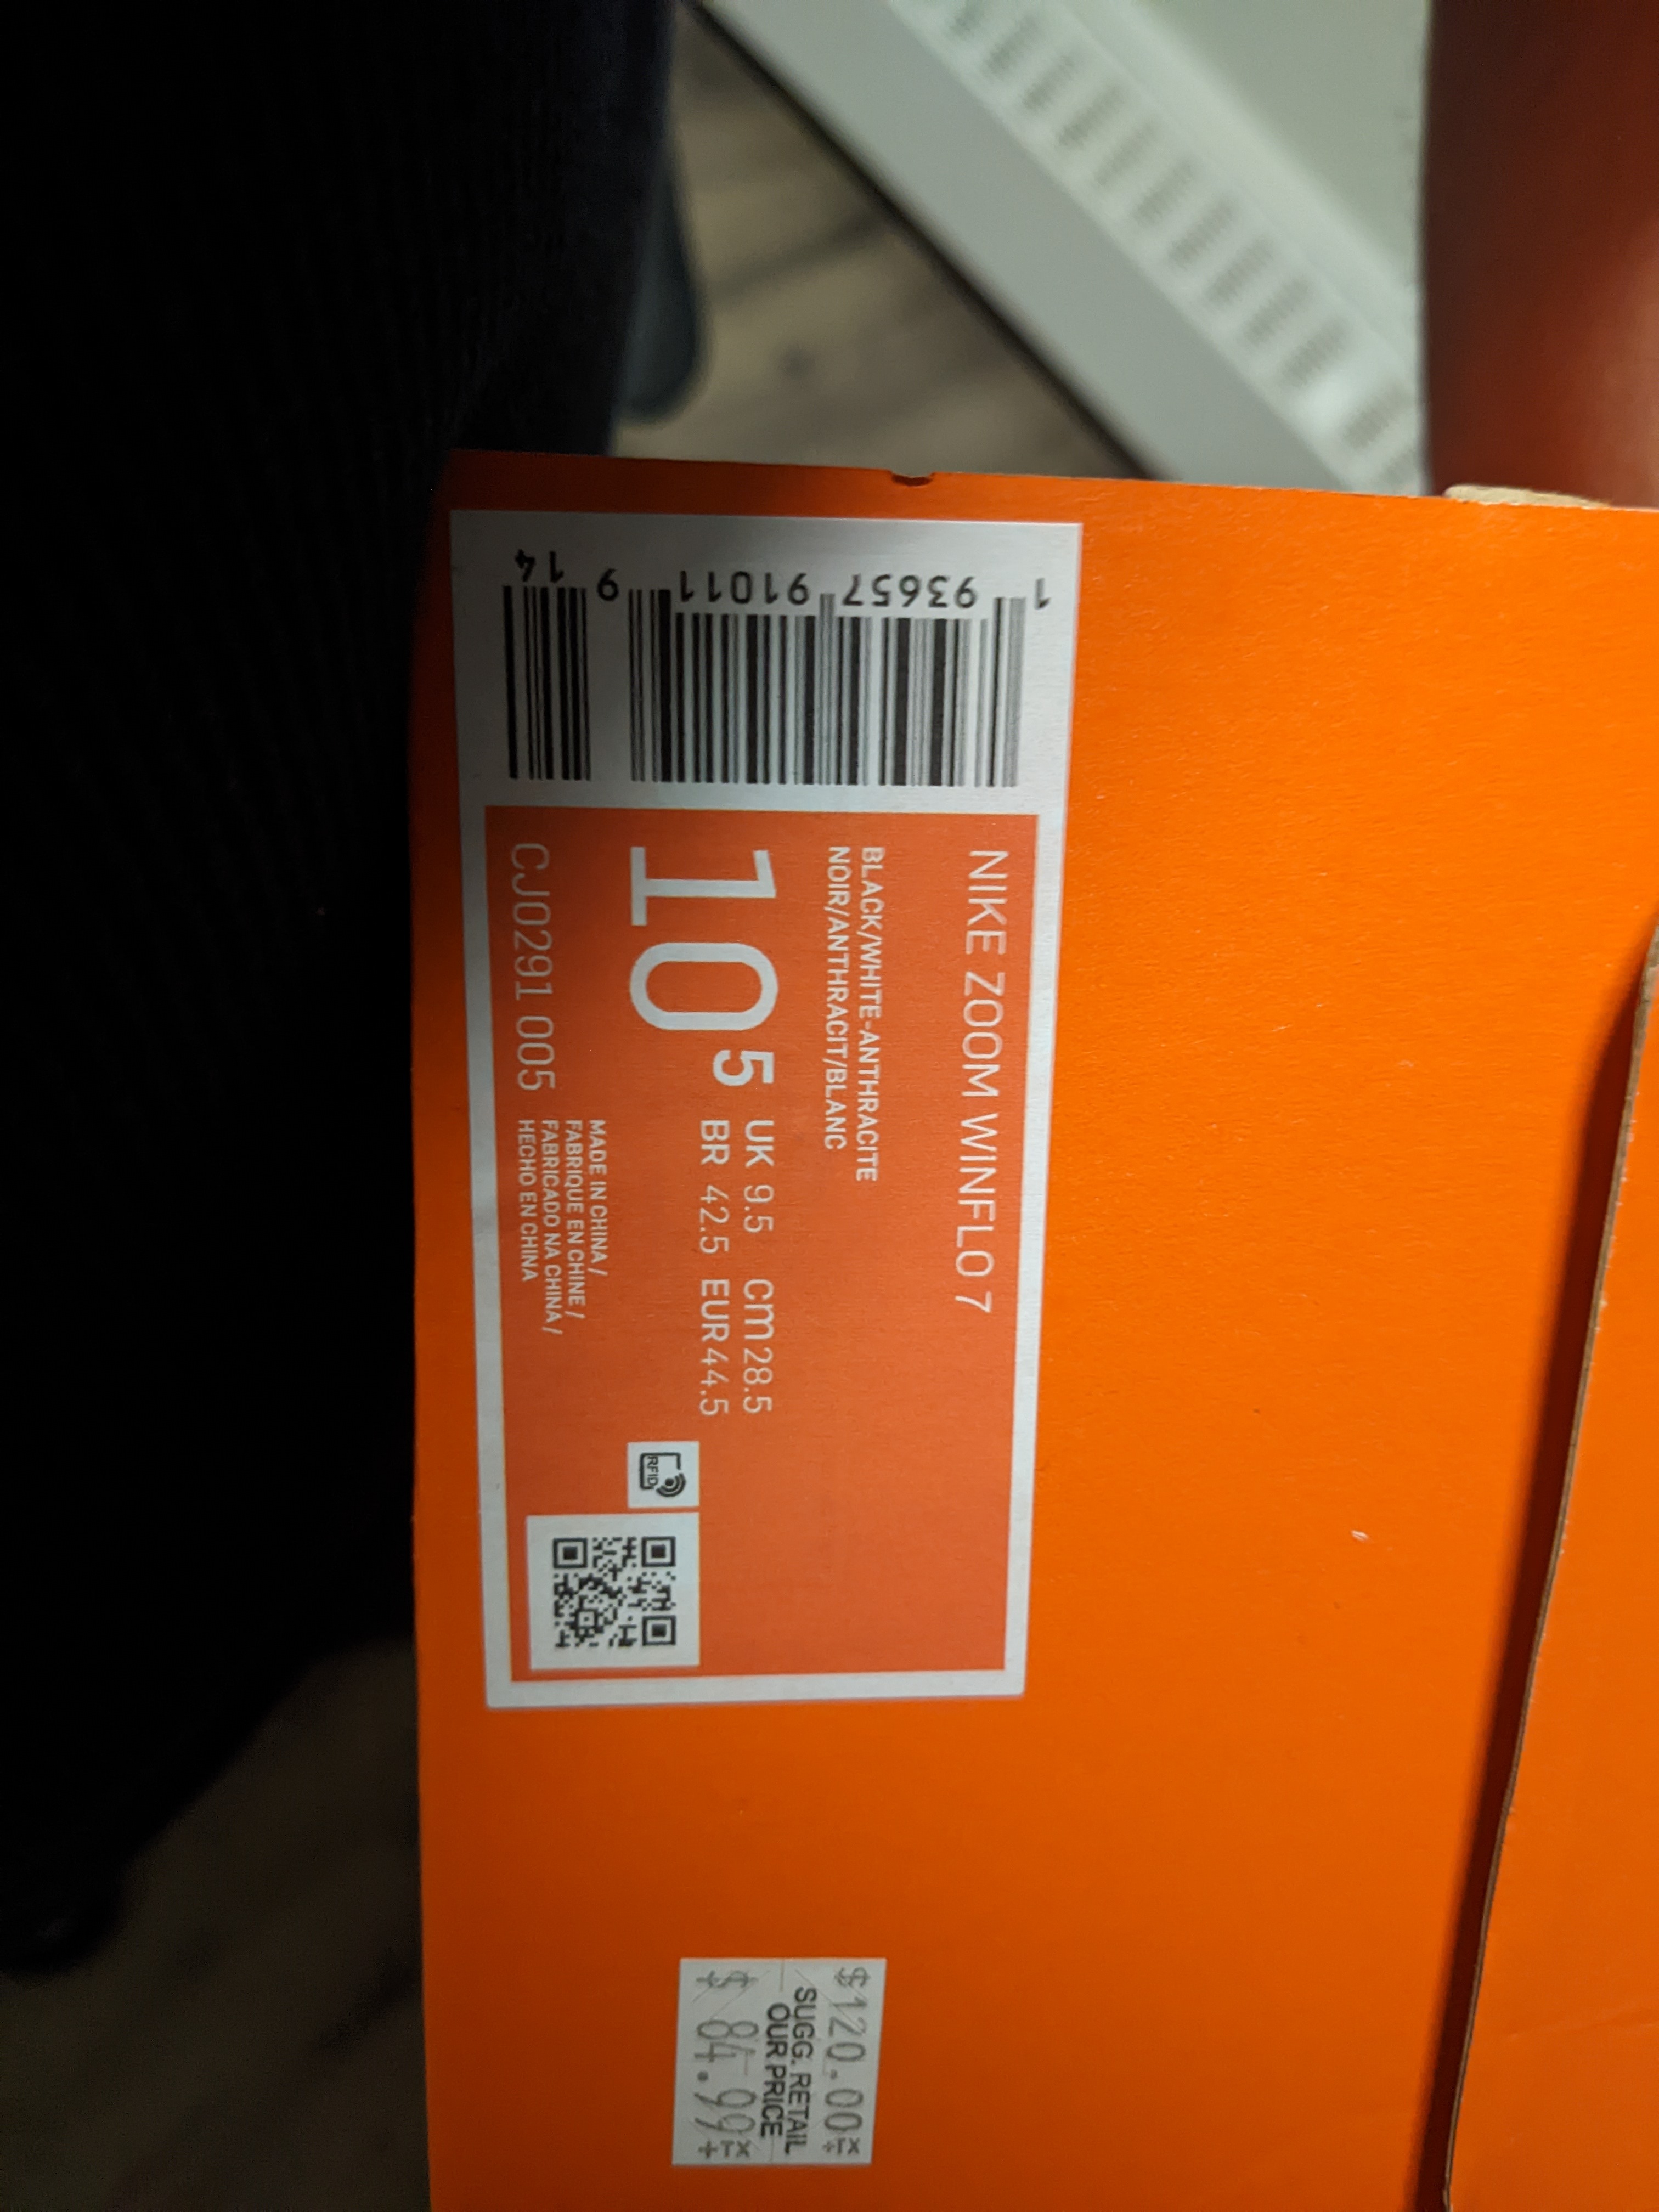 NIKE ZOOM WINFLO 7
BLACK/WHITE-ANTHRACITE
NOIR/ANTHRACIT/BLANC
10 5
UK 9.5 cm 28.5
BR 42.5 EUR 44.5
CJ0291 005
MADE IN CHINA /
FABRIQUE EN CHINE /
FABRICADO NA CHINA /
HECHO EN CHINA
RFID
1 93657 91011 9 14
$120.00
SUGG. RETAIL
OUR PRICE
$ 84.99